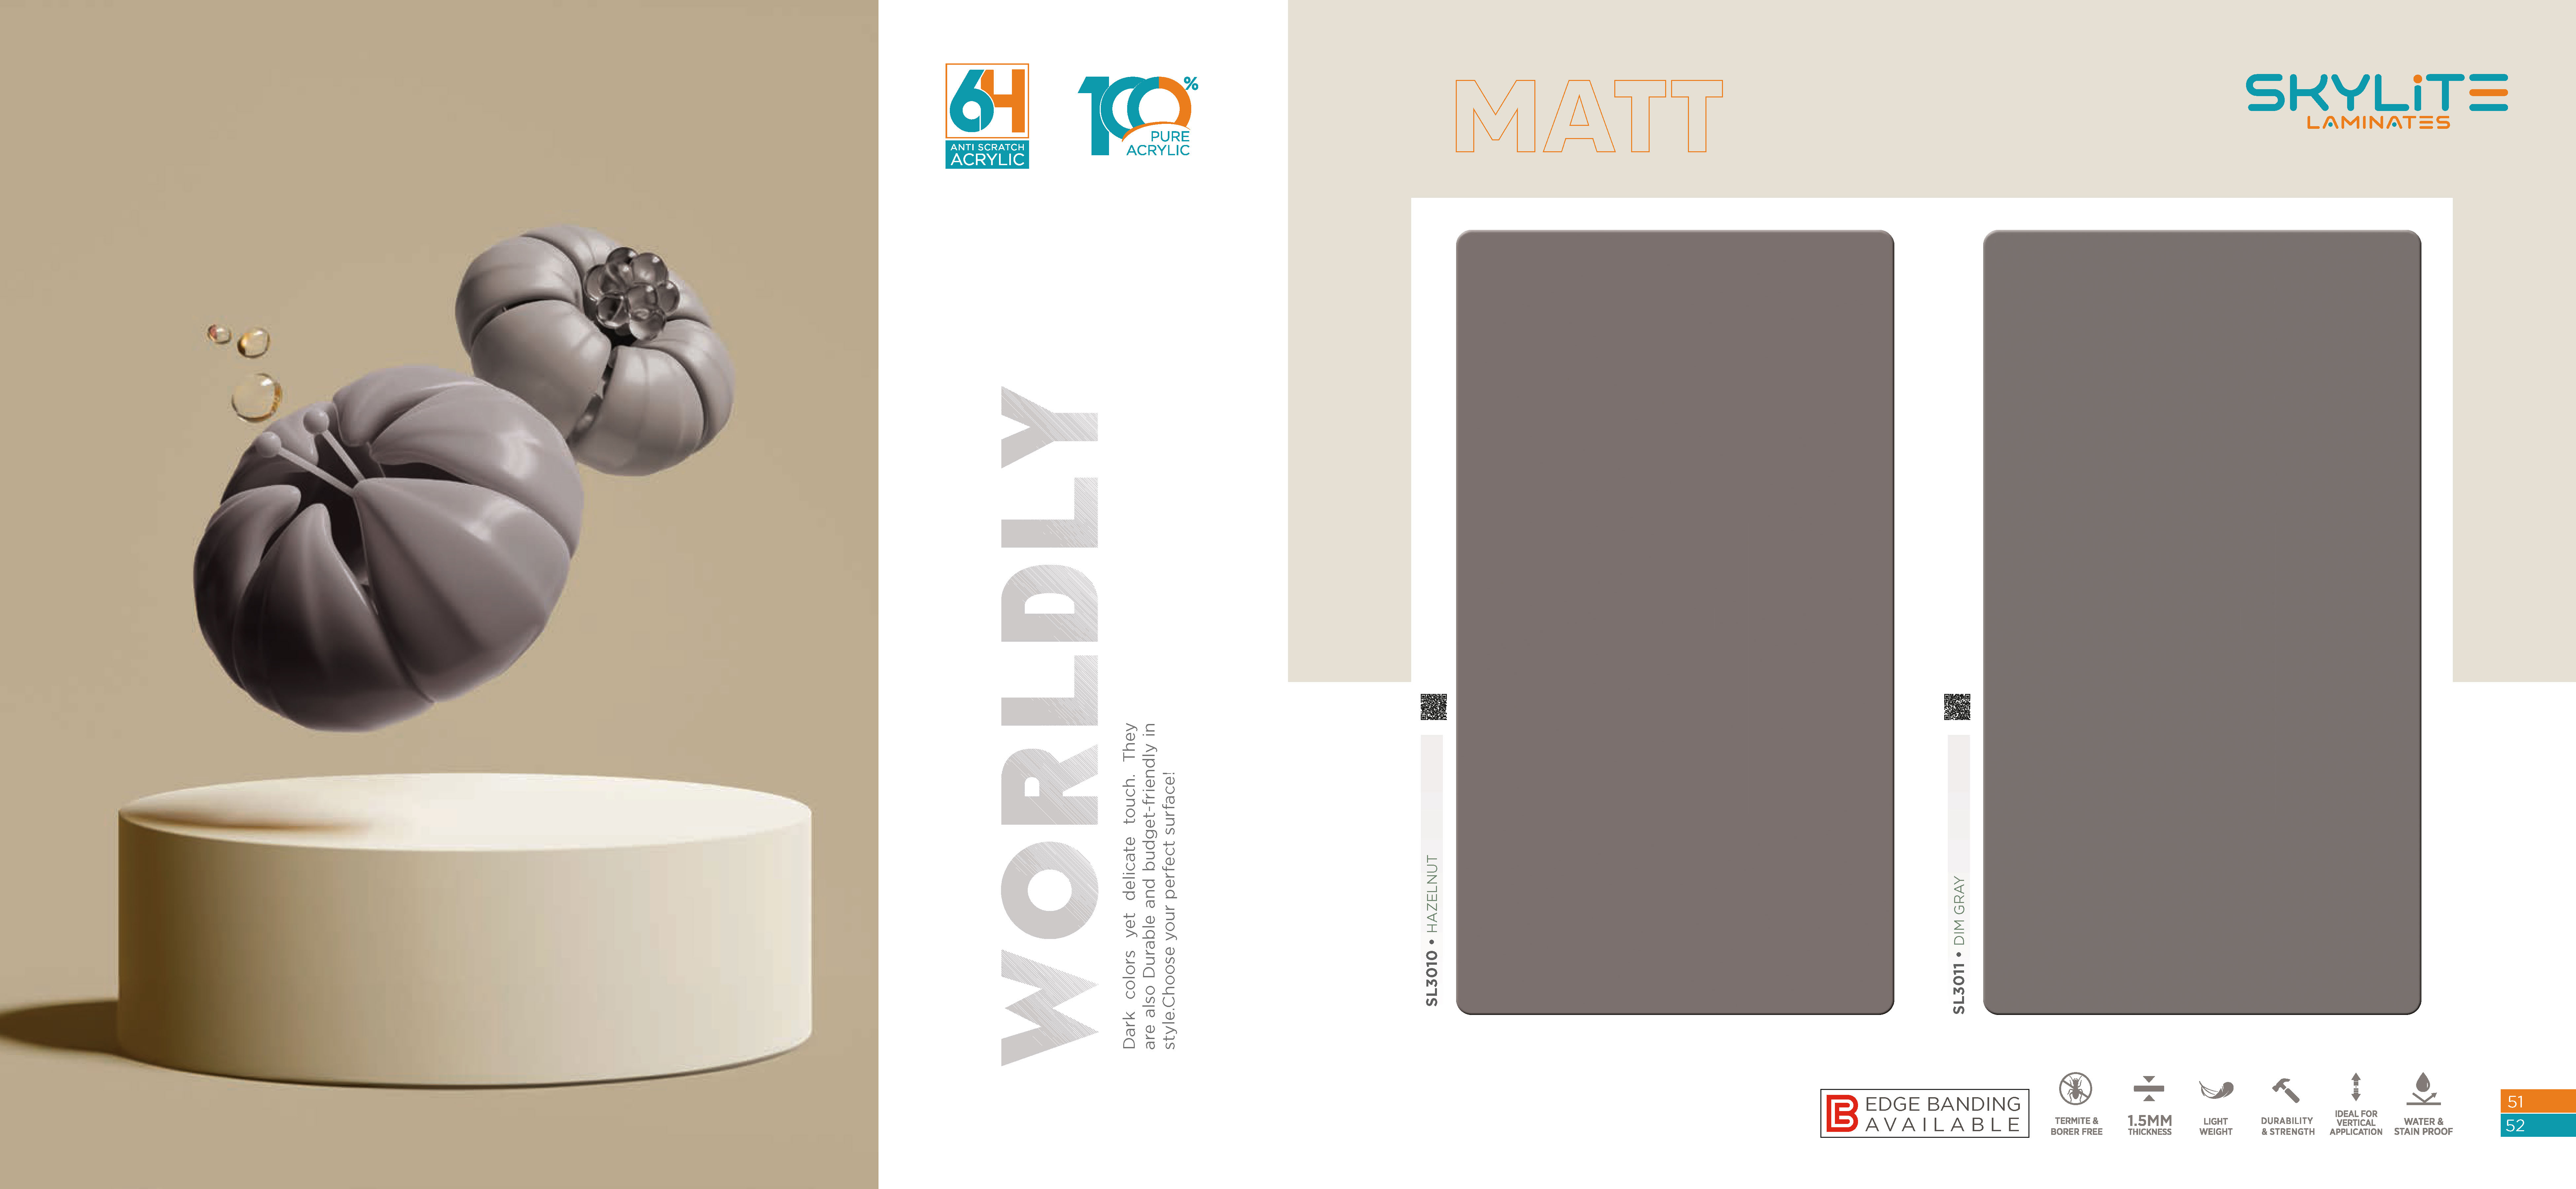 6H
ANTI SCRATCH
ACRYLIC
100%
PURE
ACRYLIC
WORLDLY
Dark colors yet delicate touch. They
are also Durable and budget-friendly in
style.Choose your perfect surface!
MATT
SKYLiTE
LAMINATES
SL3010 • HAZELNUT
SL3011 • DIM GRAY
B
EDGE BANDING
AVAILABLE
TERMITE &
BORER FREE
1.5MM
THICKNESS
LIGHT
WEIGHT
DURABILITY
& STRENGTH
IDEAL FOR
VERTICAL
APPLICATION
WATER &
STAIN PROOF
51
52